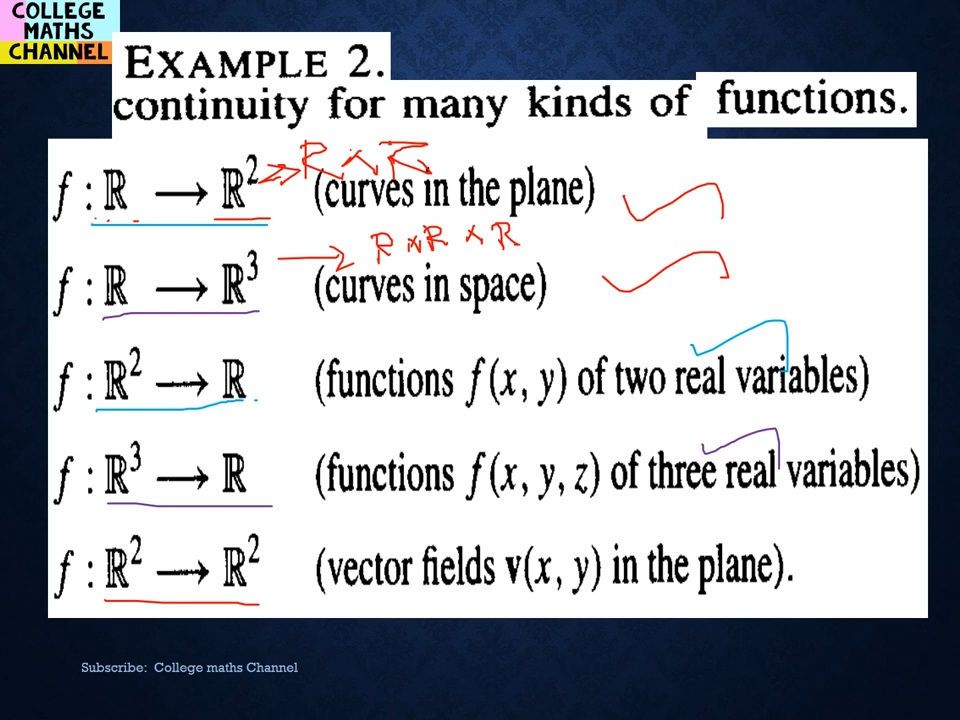 COLLEGE
MATHS
CHANNEL
EXAMPLE 2.
continuity for many kinds of functions.
f : ℝ ⟶ ℝ² (curves in the plane)
→ R × R
f : ℝ ⟶ ℝ³ (curves in space)
→ R × R × R
f : ℝ² ⟶ ℝ (functions f(x, y) of two real variables)
f : ℝ³ ⟶ ℝ (functions f(x, y, z) of three real variables)
f : ℝ² ⟶ ℝ² (vector fields v(x, y) in the plane).
Subscribe: College maths Channel